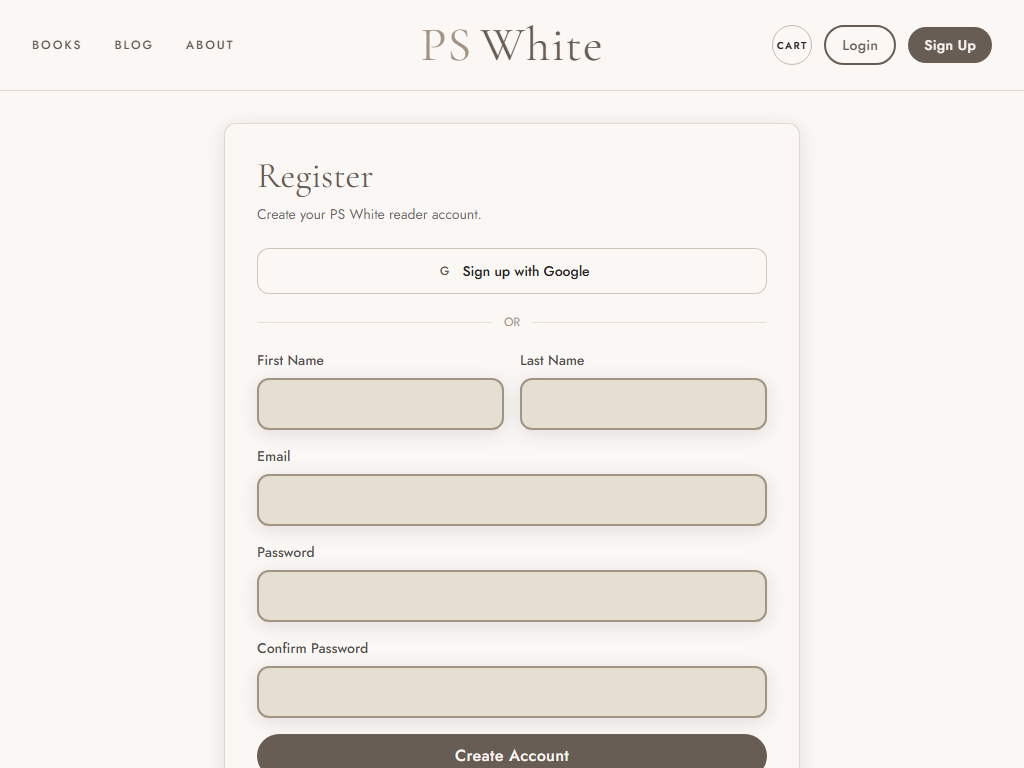 BOOKS BLOG ABOUT PS White CART Login Sign Up
Register
Create your PS White reader account.
G Sign up with Google
OR
First Name Last Name
Email
Password
Confirm Password
Create Account